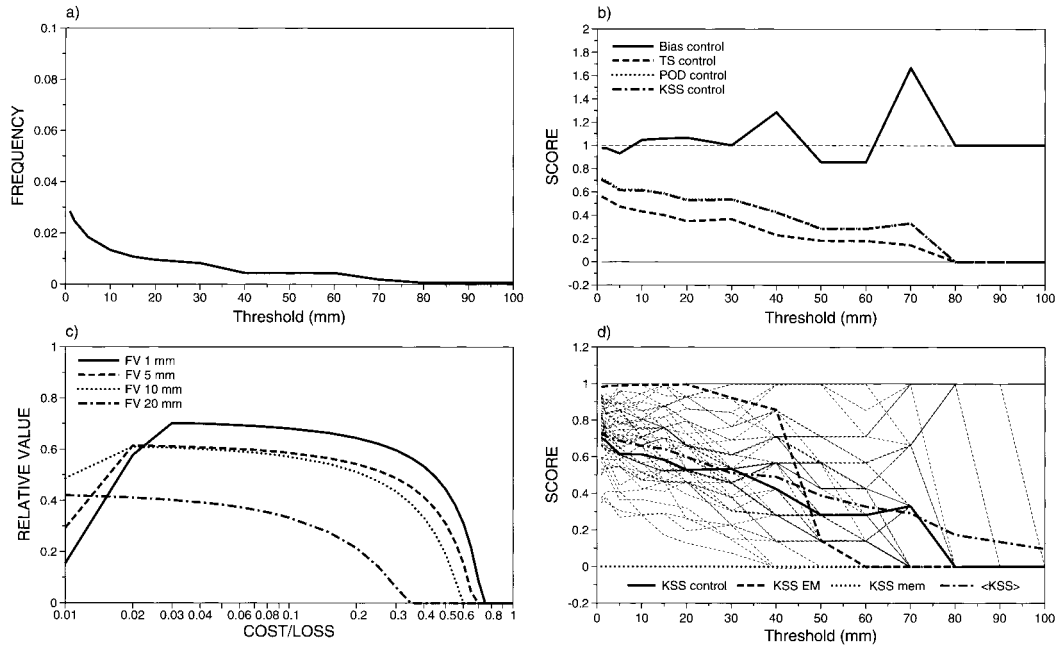 a)
FREQUENCY
0.1
0.08
0.06
0.04
0.02
0
0 10 20 30 40 50 60 70 80 90 100
Threshold (mm)
b)
SCORE
2
1.8
1.6
1.4
1.2
1
0.8
0.6
0.4
0.2
0
-0.2
Bias control
TS control
POD control
KSS control
0 10 20 30 40 50 60 70 80 90 100
Threshold (mm)
c)
RELATIVE VALUE
1
0.8
0.6
0.4
0.2
0
FV 1 mm
FV 5 mm
FV 10 mm
FV 20 mm
0.01 0.02 0.03 0.04 0.06 0.08 0.1 0.2 0.3 0.4 0.5 0.6 0.8 1
COST/LOSS
d)
SCORE
1.2
1
0.8
0.6
0.4
0.2
0
-0.2
KSS control KSS EM KSS mem <KSS>
0 10 20 30 40 50 60 70 80 90 100
Threshold (mm)